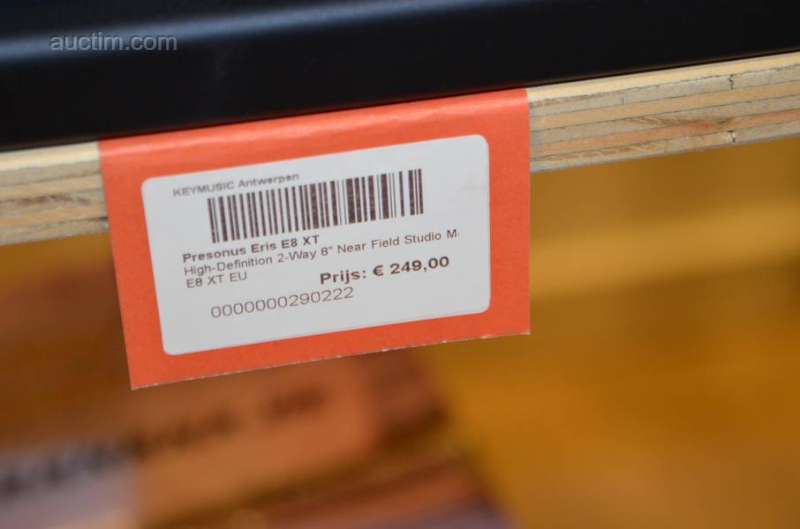 auctim.com
KEYMUSIC Antwerpen
Presonus Eris E8 XT
High-Definition 2-Way 8" Near Field Studio M
E8 XT EU
Prijs: € 249,00
0000000290222